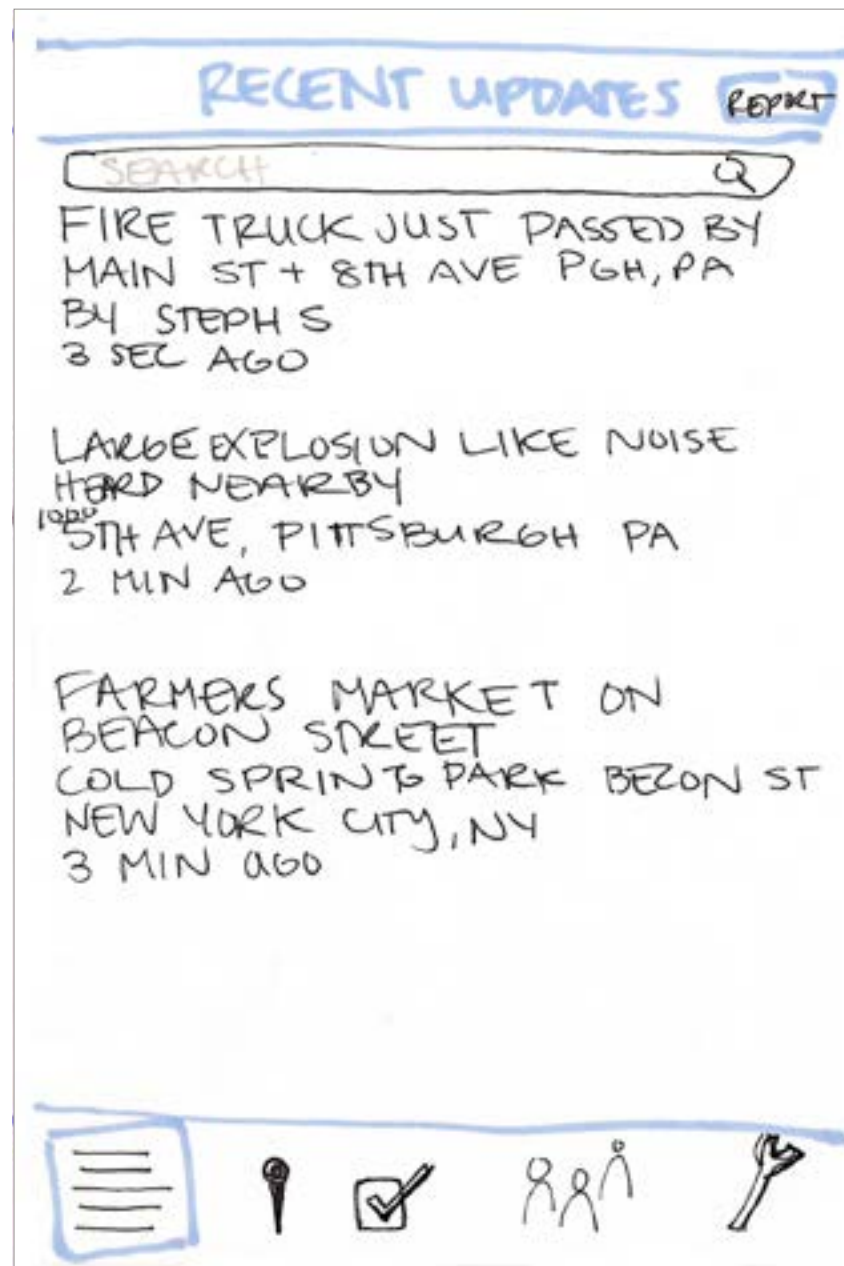 RECENT UPDATES REPORT
SEARCH
FIRE TRUCK JUST PASSED BY
MAIN ST + 8TH AVE PGH, PA
BY STEPH S
3 SEC AGO
LARGE EXPLOSION LIKE NOISE
HEARD NEARBY
1000 5TH AVE, PITTSBURGH PA
2 MIN AGO
FARMERS MARKET ON
BEACON STREET
COLD SPRING PARK BEZON ST
NEW YORK CITY, NY
3 MIN AGO